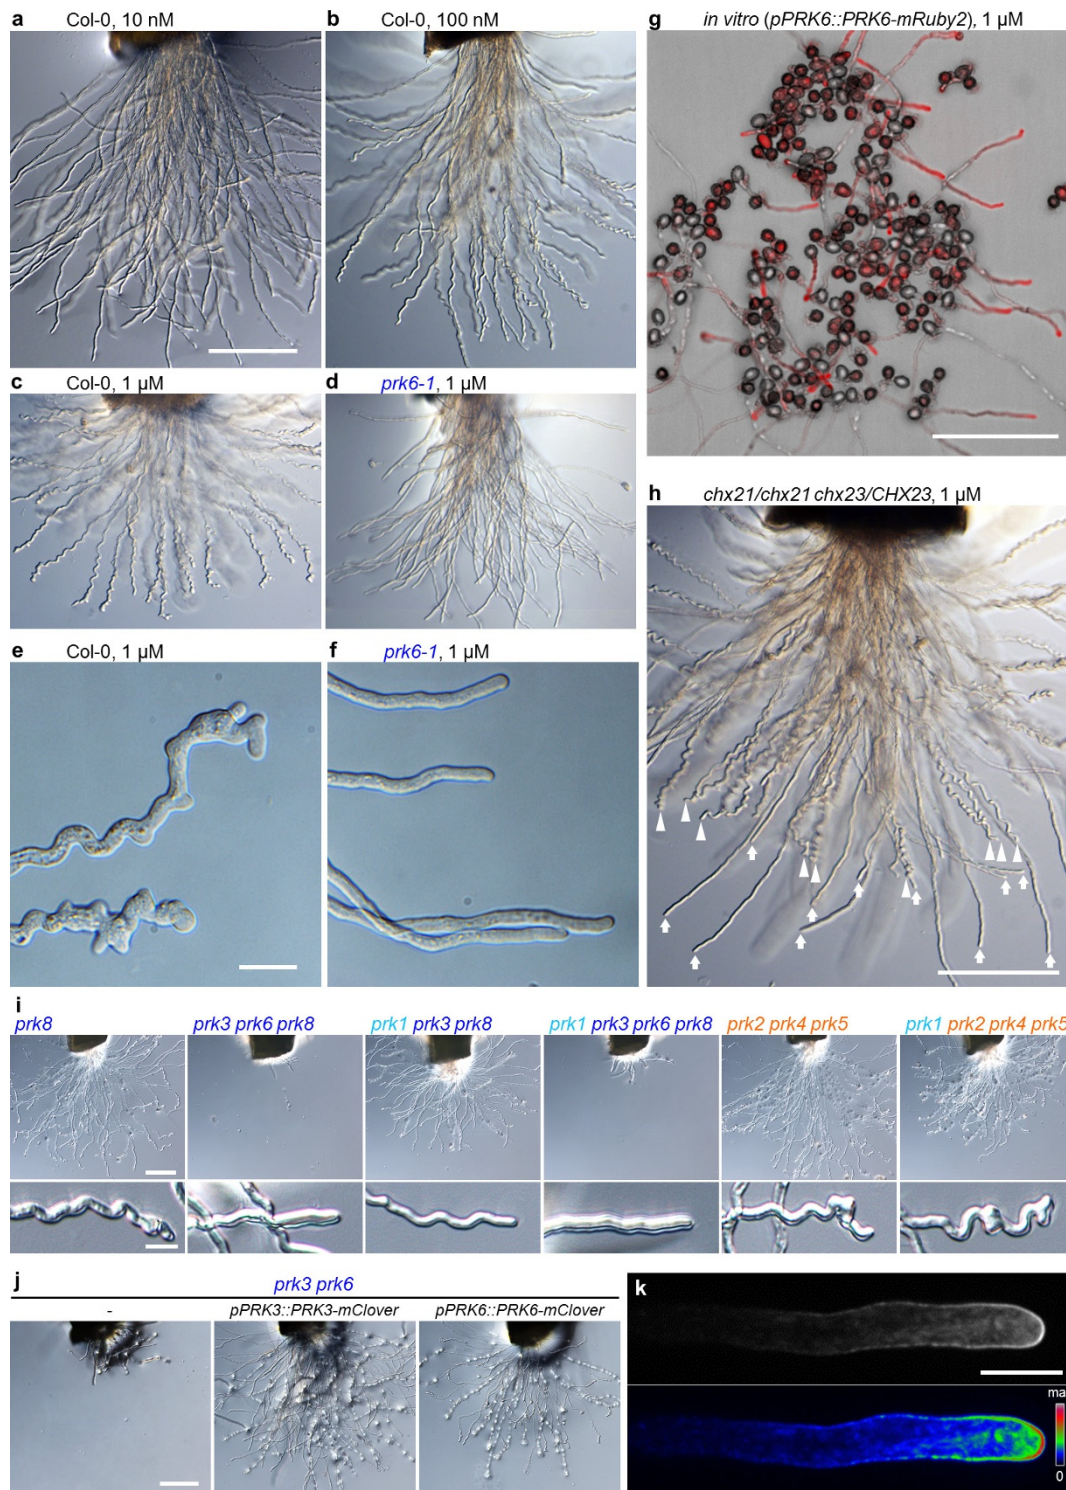 a Col-0, 10 nM
b Col-0, 100 nM
c Col-0, 1 µM
d prk6-1, 1 µM
e Col-0, 1 µM
f prk6-1, 1 µM
g in vitro (pPRK6::PRK6-mRuby2), 1 µM
h chx21/chx21 chx23/CHX23, 1 µM
i
prk8
prk3 prk6 prk8
prk1 prk3 prk8
prk1 prk3 prk6 prk8
prk2 prk4 prk5
prk1 prk2 prk4 prk5
j
prk3 prk6
-
pPRK3::PRK3-mClover
pPRK6::PRK6-mClover
k
ma
0